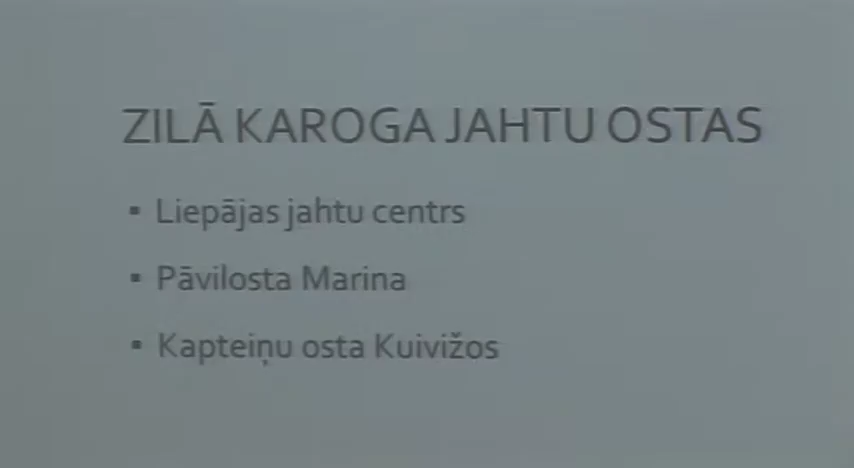 ZILĀ KAROGA JAHTU OSTAS
▪ Liepājas jahtu centrs
▪ Pāvilosta Marina
▪ Kapteiņu osta Kuivižos